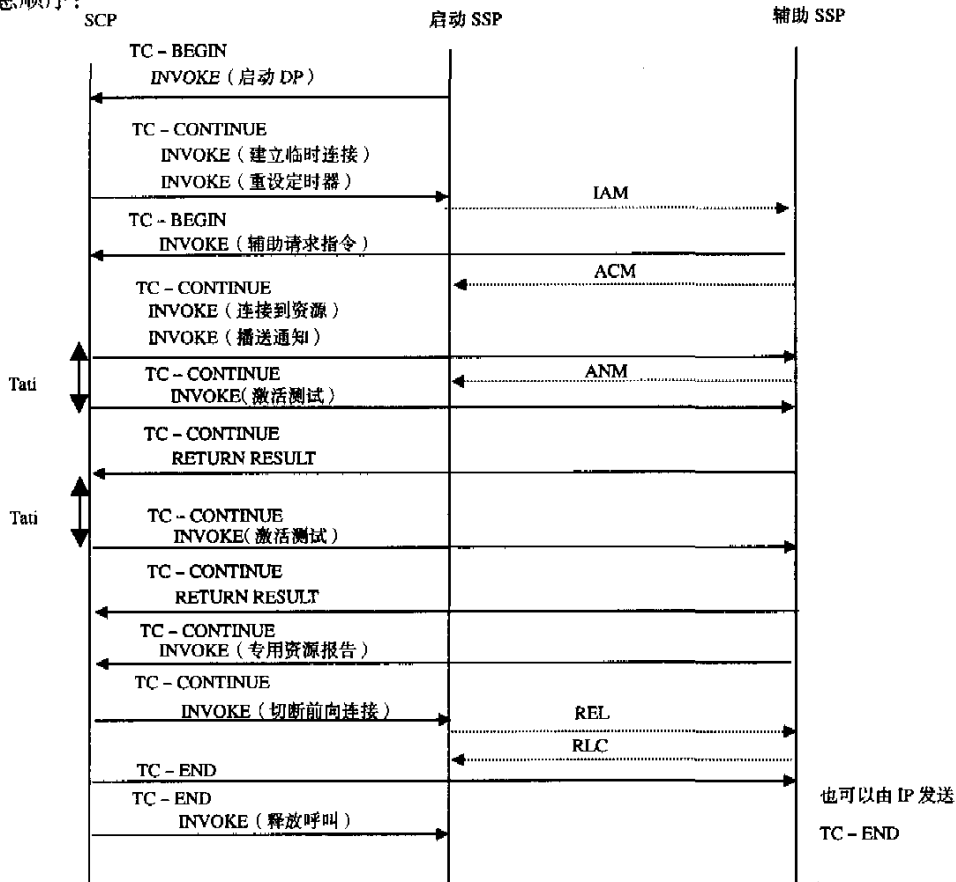 息顺序：
SCP
启动 SSP
辅助 SSP
TC – BEGIN
INVOKE（启动 DP）
TC – CONTINUE
INVOKE（建立临时连接）
INVOKE（重设定时器）
IAM
TC – BEGIN
INVOKE（辅助请求指令）
ACM
TC – CONTINUE
INVOKE（连接到资源）
INVOKE（播送通知）
Tati
TC – CONTINUE
ANM
INVOKE(激活测试）
TC – CONTINUE
RETURN RESULT
Tati
TC – CONTINUE
INVOKE(激活测试）
TC – CONTINUE
RETURN RESULT
TC – CONTINUE
INVOKE（专用资源报告）
TC – CONTINUE
INVOKE（切断前向连接）
REL
RLC
TC – END
TC – END
也可以由 IP 发送
INVOKE（释放呼叫）
TC – END